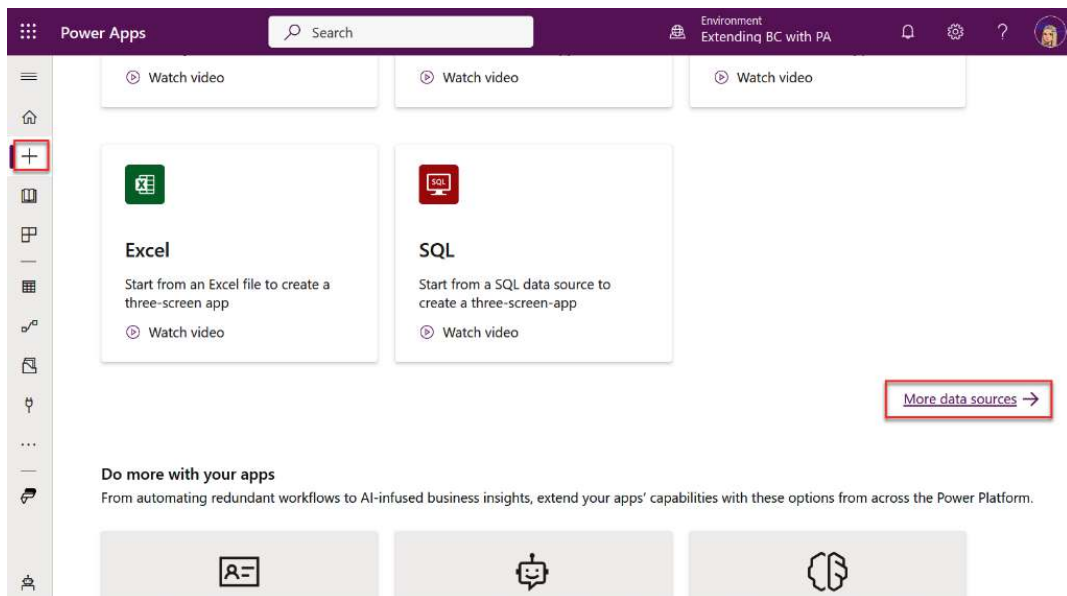 Power Apps
Search
Environment
Extending BC with PA
?
Watch video
Watch video
Watch video
Excel
SQL
SQL
Start from an Excel file to create a
three-screen app
Start from a SQL data source to
create a three-screen-app
Watch video
Watch video
More data sources →
Do more with your apps
From automating redundant workflows to AI-infused business insights, extend your apps' capabilities with these options from across the Power Platform.